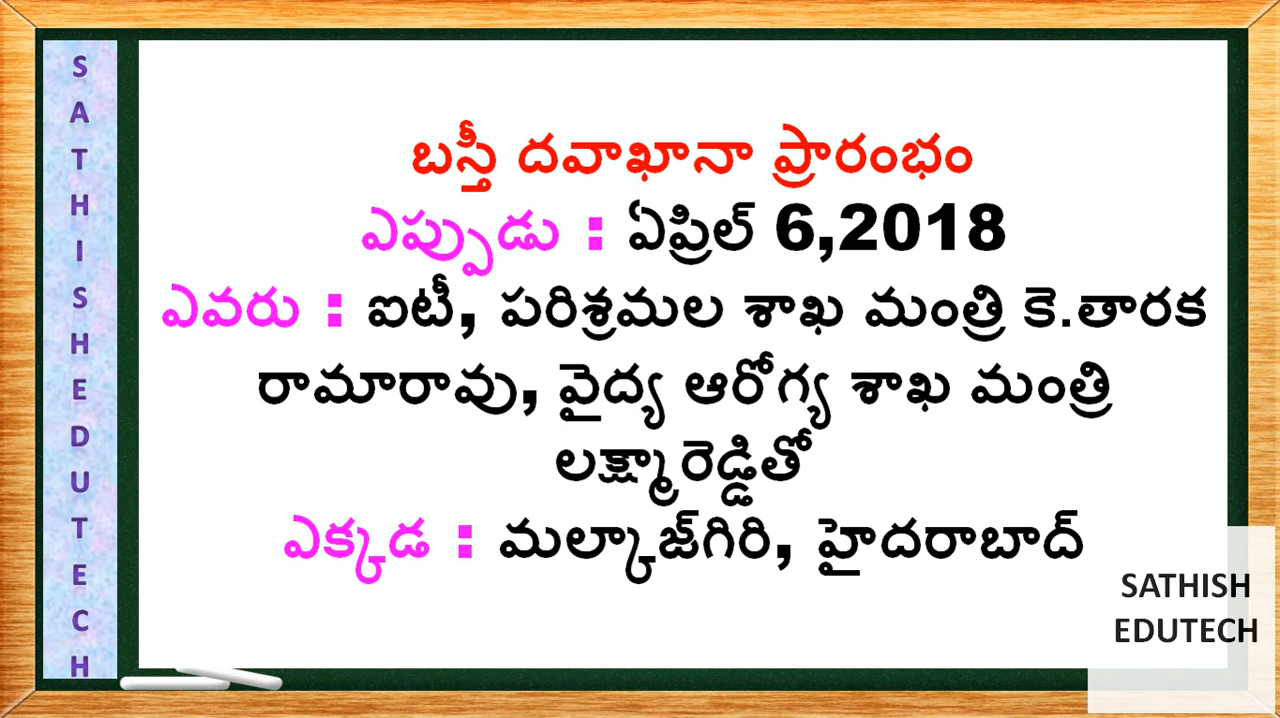 SATHISHEDUTECH
బస్తీ దవాఖానా ప్రారంభం
ఎప్పుడు : ఏప్రిల్ 6,2018
ఎవరు : ఐటీ, పరిశ్రమల శాఖ మంత్రి కె.తారక
రామారావు, వైద్య ఆరోగ్య శాఖ మంత్రి
లక్ష్మారెడ్డితో
ఎక్కడ : మల్కాజ్‌గిరి, హైదరాబాద్
SATHISH
EDUTECH